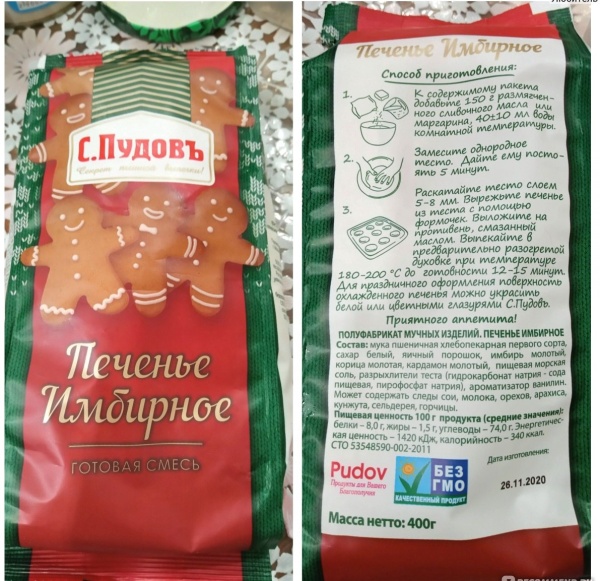 С.ПУДОВЪ
Печенье
Имбирное
ГОТОВАЯ СМЕСЬ
Печенье Имбирное
Способ приготовления:
1.
К содержимому пакета
добавьте 150 г размягчен-
ного сливочного масла или
маргарина, 40±10 мл воды
комнатной температуры.
2.
Замесите однородное
тесто. Дайте ему посто-
ять 5 минут.
3.
Раскатайте тесто слоем
5-8 мм. Вырежьте печенье
из теста с помощью
формочек. Выложите на
противень, смазанный
маслом. Выпекайте в
предварительно разогретой
духовке при температуре
180-200 °С до готовности 12-15 минут.
Для праздничного оформления поверхность
охлажденного печенья можно украсить
белой или цветными глазурями С.Пудовъ.
Приятного аппетита!
ПОЛУФАБРИКАТ МУЧНЫХ ИЗДЕЛИЙ. ПЕЧЕНЬЕ ИМБИРНОЕ
Состав: мука пшеничная хлебопекарная первого сорта,
сахар белый, яичный порошок, имбирь молотый,
корица молотая, кардамон молотый, пищевая морская
соль, разрыхлители теста (гидрокарбонат натрия - сода
пищевая, пирофосфат натрия), ароматизатор ванилин.
Может содержать следы сои, молока, орехов, арахиса,
кунжута, сельдерея, горчицы.
Пищевая ценность 100 г продукта (средние значения):
белки – 8,0 г, жиры – 1,5 г, углеводы – 74,0 г. Энергетичес-
кая ценность – 1420 кДж, калорийность – 340 ккал.
СТО 53548590-002-2011
Дата изготовления:
26.11.2020
Pudov
Продукты для Вашего
Благополучия
БЕЗ
ГМО
КАЧЕСТВЕННЫЙ ПРОДУКТ
Масса нетто: 400г